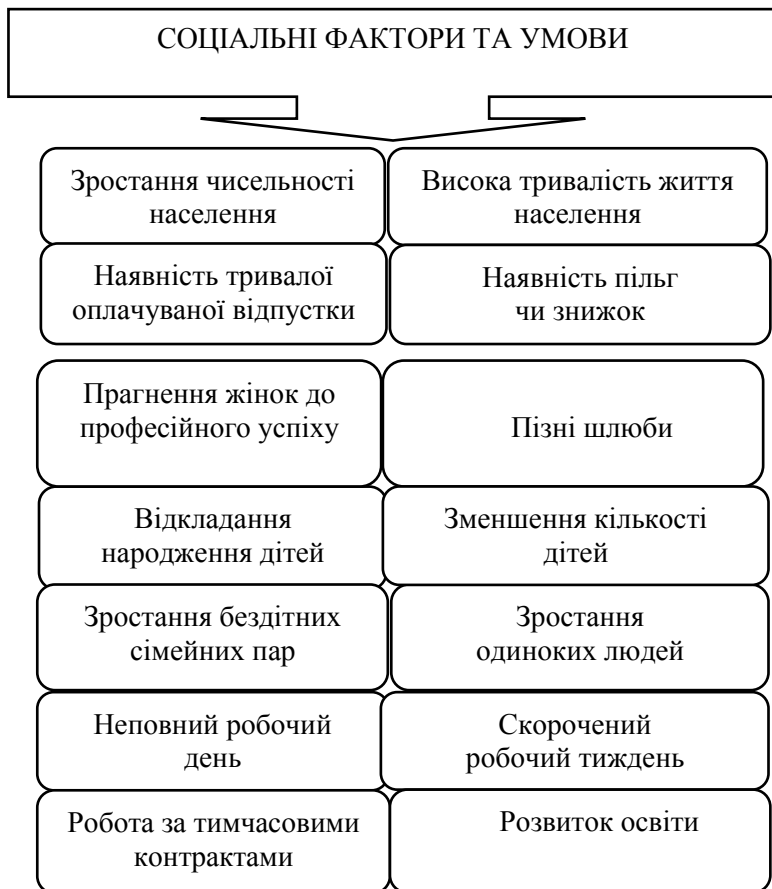 СОЦІАЛЬНІ ФАКТОРИ ТА УМОВИ
Зростання чисельності
населення
Висока тривалість життя
населення
Наявність тривалої
оплачуваної відпустки
Наявність пільг
чи знижок
Прагнення жінок до
професійного успіху
Пізні шлюби
Відкладання
народження дітей
Зменшення кількості
дітей
Зростання бездітних
сімейних пар
Зростання
одиноких людей
Неповний робочий
день
Скорочений
робочий тиждень
Робота за тимчасовими
контрактами
Розвиток освіти